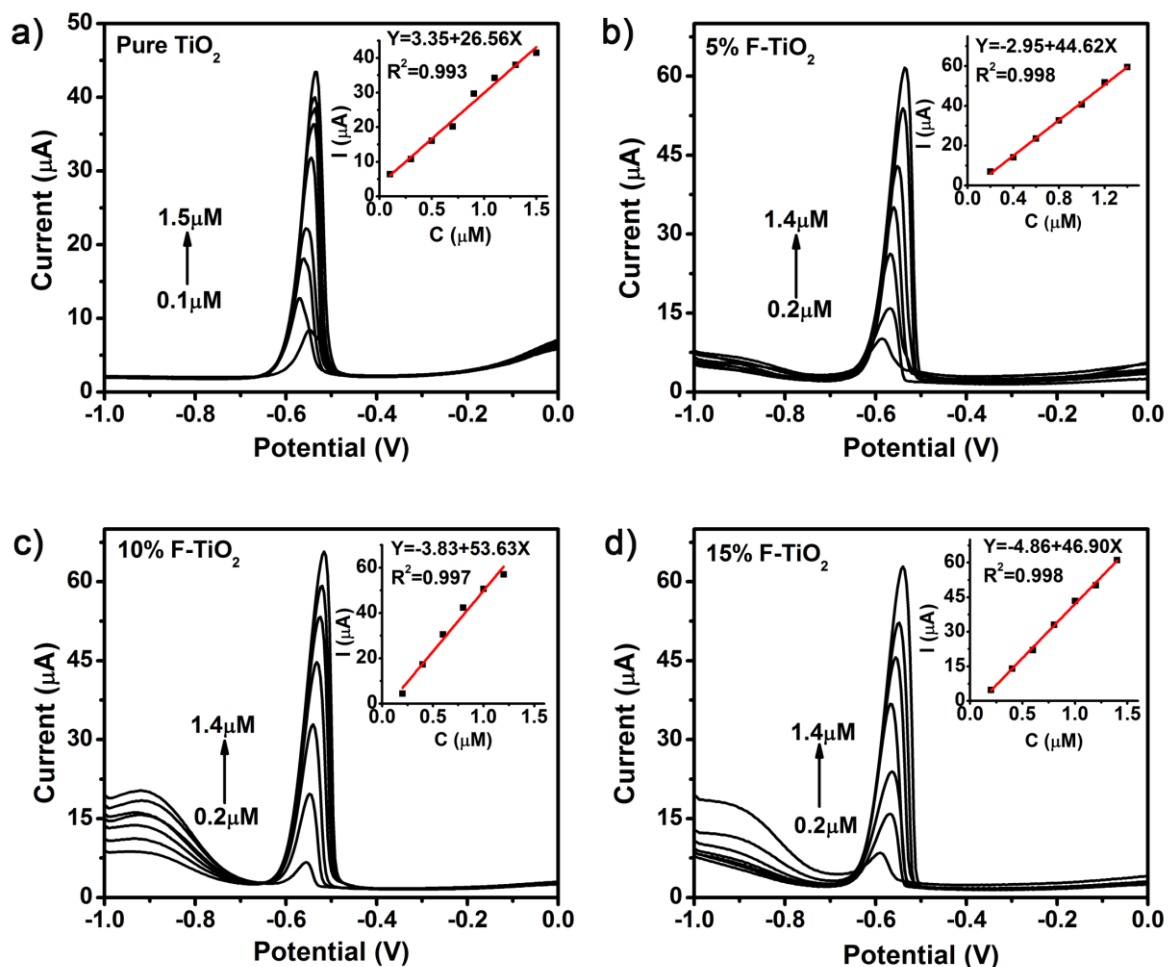 a)
Pure TiO₂
Current (μA)
50
40
30
20
10
0
1.5μM
0.1μM
-1.0 -0.8 -0.6 -0.4 -0.2 0.0
Potential (V)
Y=3.35+26.56X
R²=0.993
I (μA)
40
30
20
10
0
0.0 0.5 1.0 1.5
C (μM)
b)
5% F-TiO₂
Current (μA)
60
45
30
15
0
1.4μM
0.2μM
-1.0 -0.8 -0.6 -0.4 -0.2 0.0
Potential (V)
Y=-2.95+44.62X
R²=0.998
I (μA)
60
40
20
0
0.0 0.4 0.8 1.2
C (μM)
c)
10% F-TiO₂
Current (μA)
60
45
30
15
0
1.4μM
0.2μM
-1.0 -0.8 -0.6 -0.4 -0.2 0.0
Potential (V)
Y=-3.83+53.63X
R²=0.997
I (μA)
60
40
20
0
0.0 0.5 1.0 1.5
C (μM)
d)
15% F-TiO₂
Current (μA)
60
45
30
15
0
1.4μM
0.2μM
-1.0 -0.8 -0.6 -0.4 -0.2 0.0
Potential (V)
Y=-4.86+46.90X
R²=0.998
I (μA)
60
45
30
15
0
0.0 0.5 1.0 1.5
C (μM)